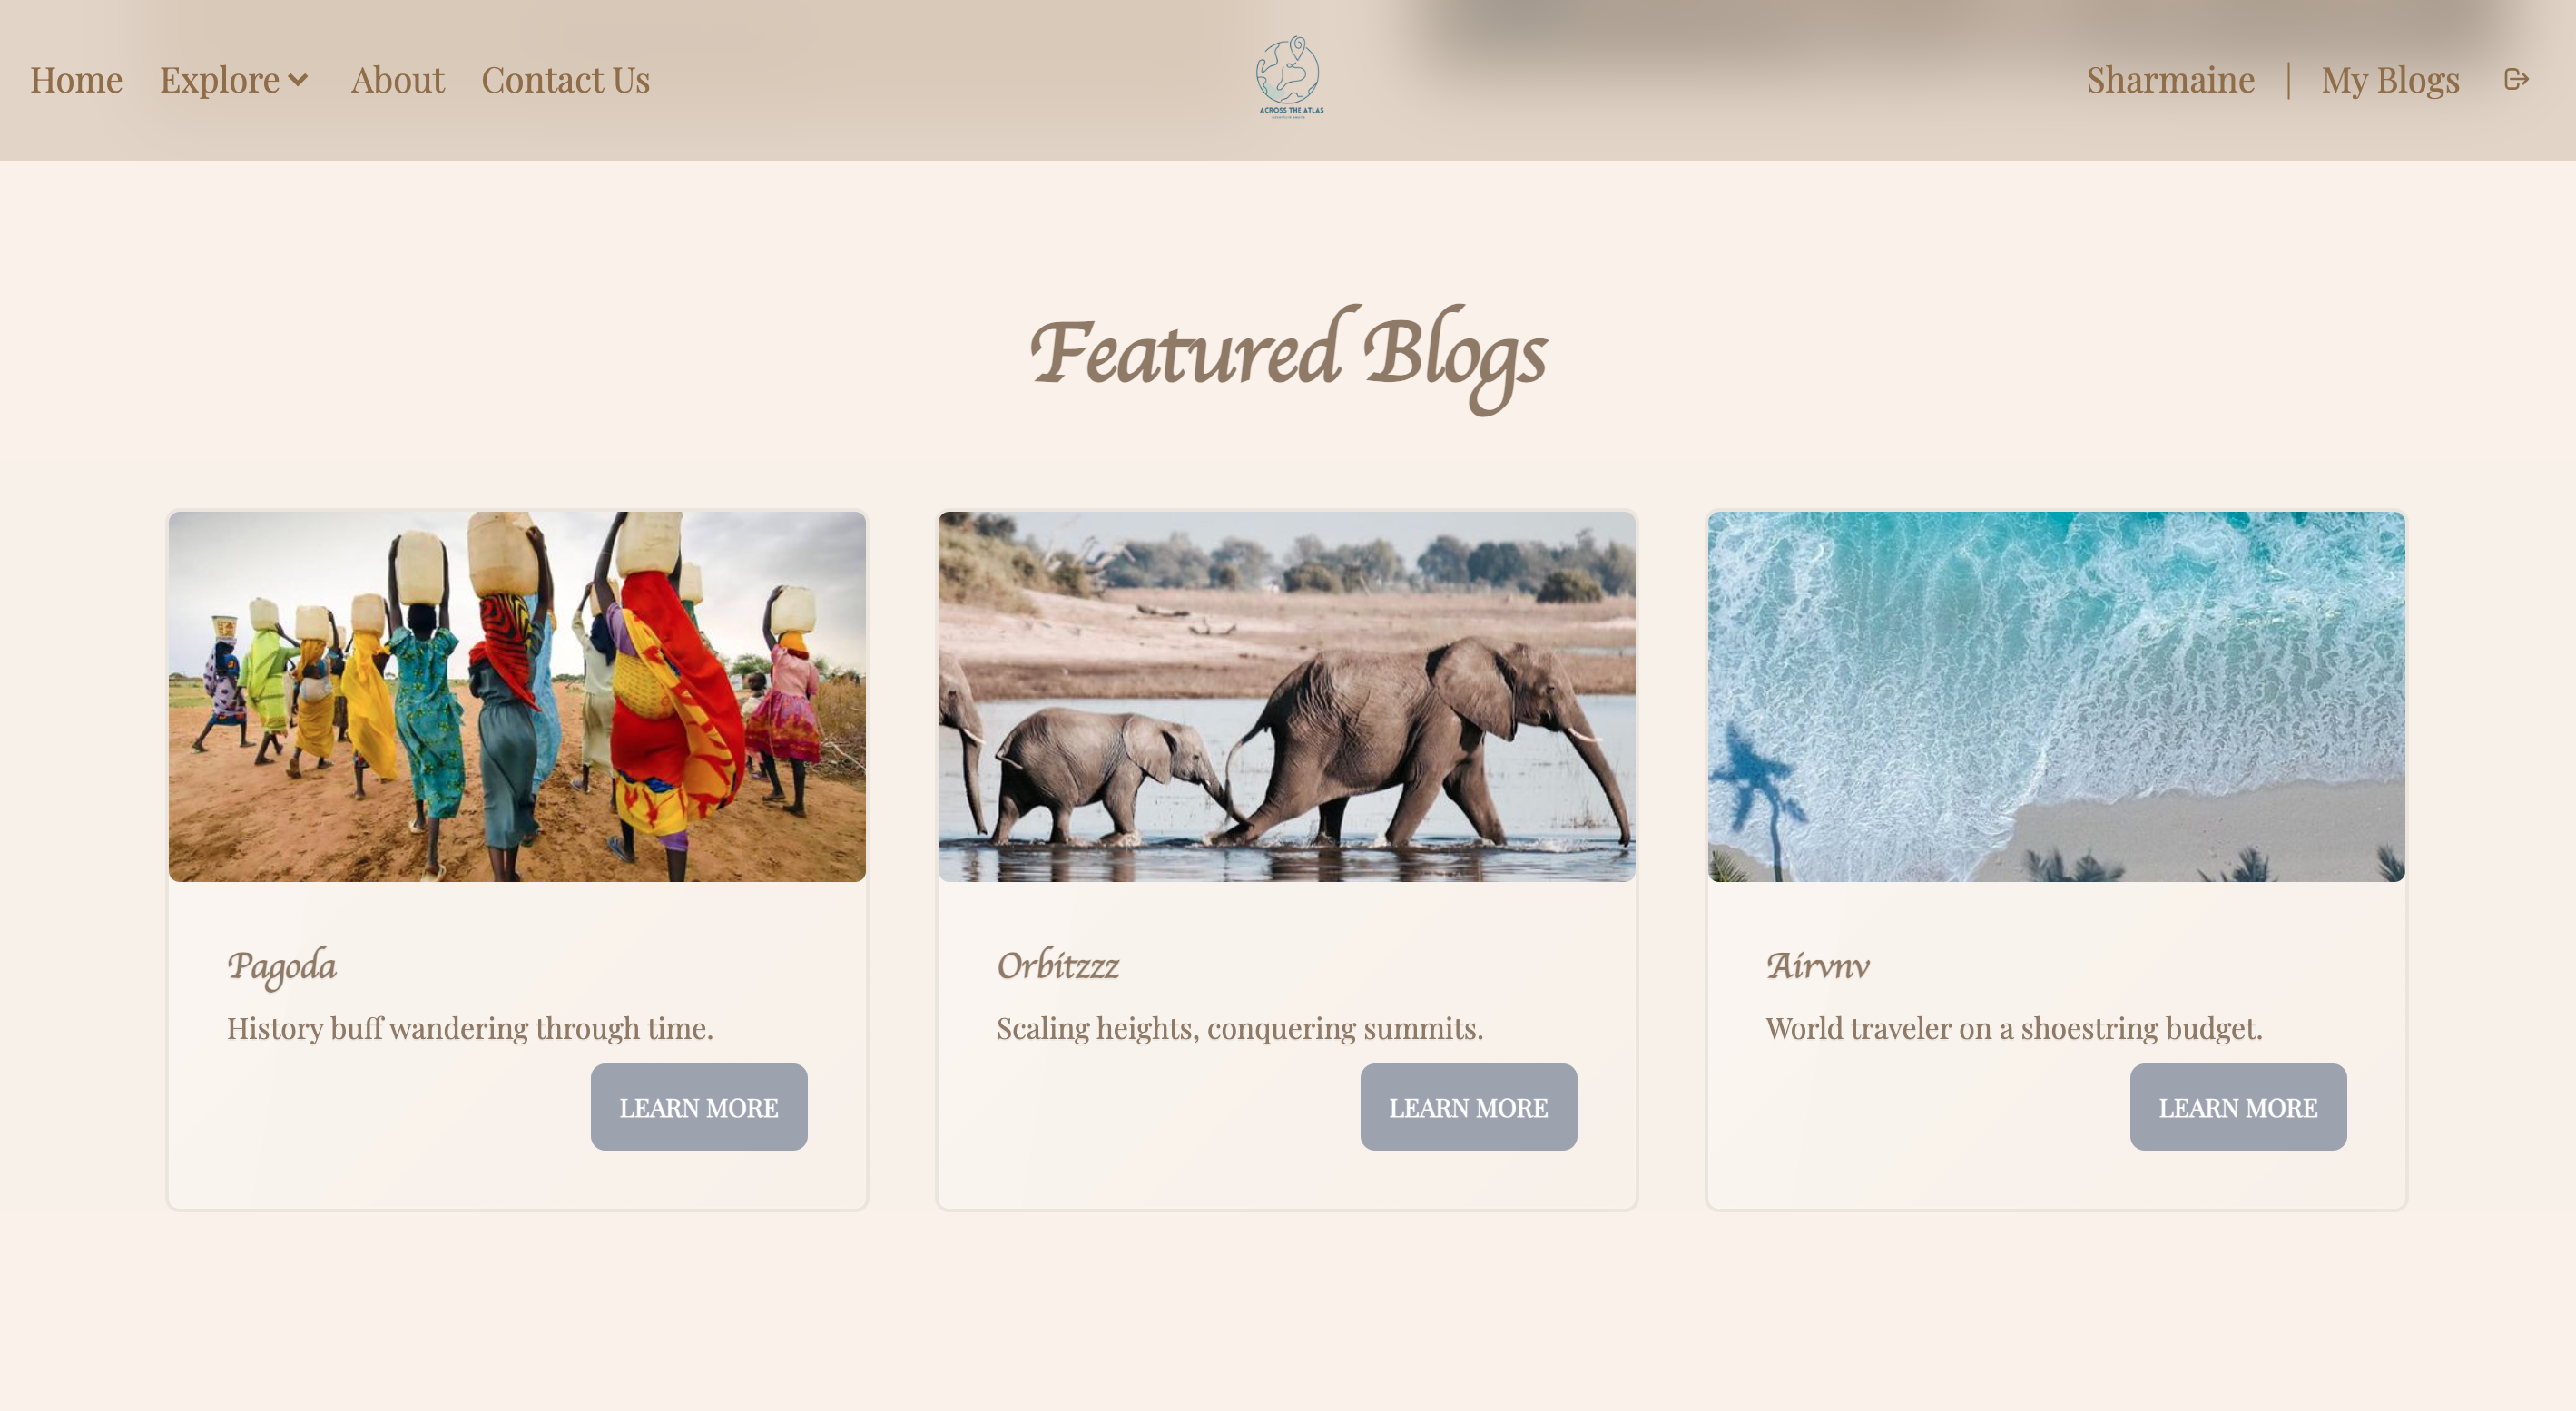 Home Explore About Contact Us
ACROSS THE ATLAS
Sharmaine | My Blogs
Featured Blogs
Pagoda
History buff wandering through time.
LEARN MORE
Orbitzzz
Scaling heights, conquering summits.
LEARN MORE
Airvnv
World traveler on a shoestring budget.
LEARN MORE